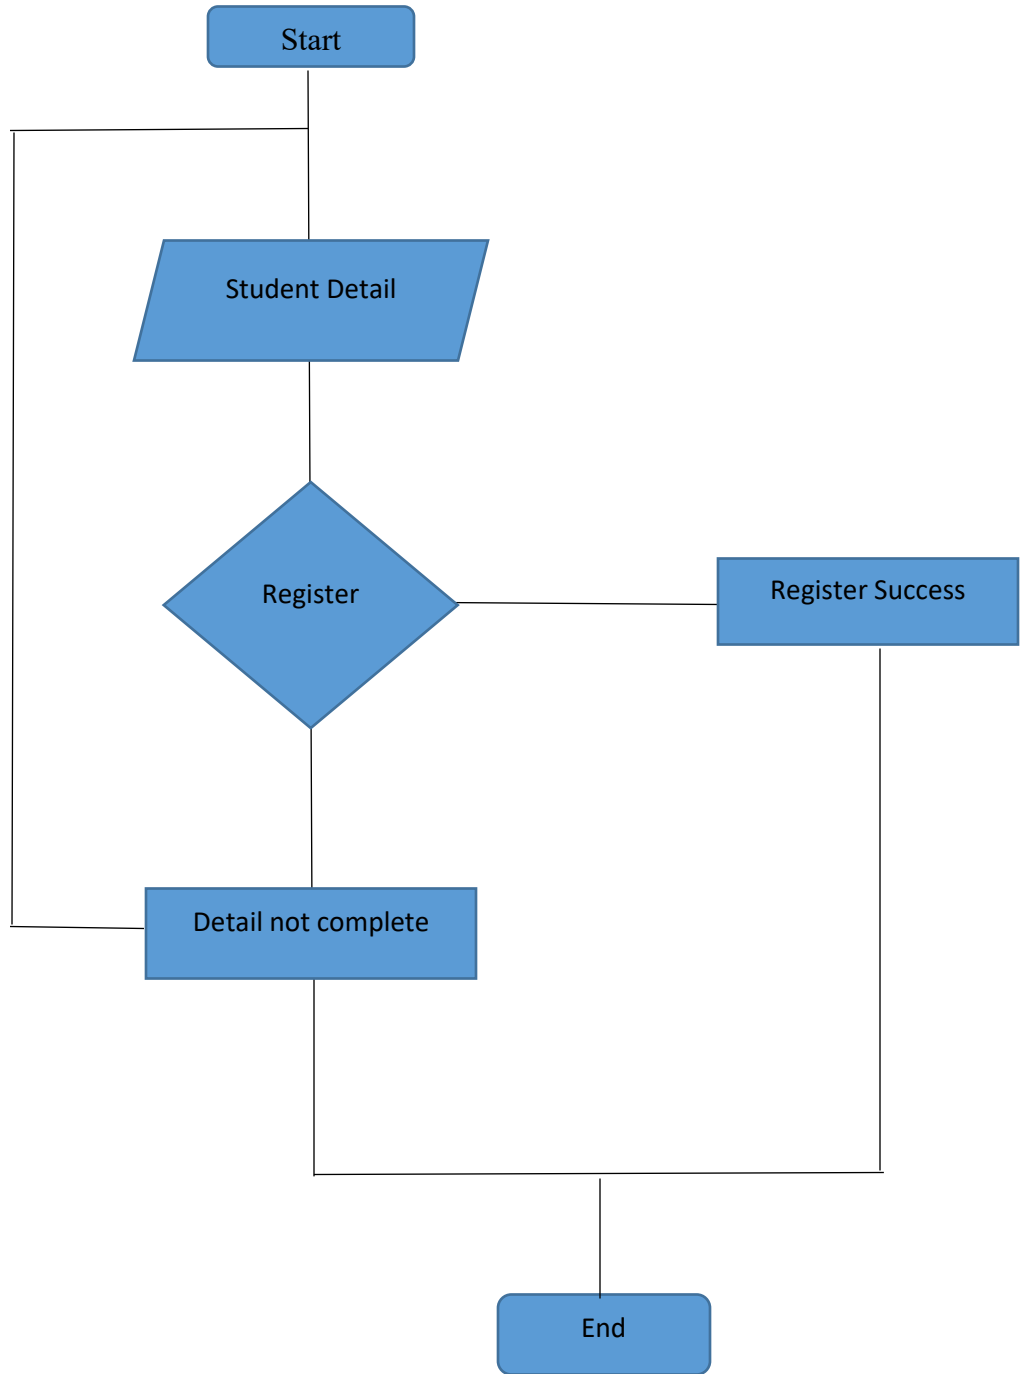 Start
Student Detail
Register
Register Success
Detail not complete
End